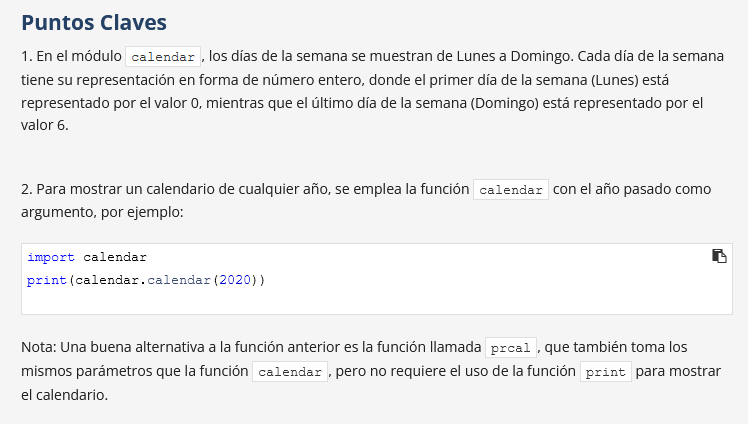 Puntos Claves
1. En el módulo calendar, los días de la semana se muestran de Lunes a Domingo. Cada día de la semana
tiene su representación en forma de número entero, donde el primer día de la semana (Lunes) está
representado por el valor 0, mientras que el último día de la semana (Domingo) está representado por el
valor 6.
2. Para mostrar un calendario de cualquier año, se emplea la función calendar con el año pasado como
argumento, por ejemplo:
import calendar
print(calendar.calendar(2020))
Nota: Una buena alternativa a la función anterior es la función llamada prcal, que también toma los
mismos parámetros que la función calendar, pero no requiere el uso de la función print para mostrar
el calendario.